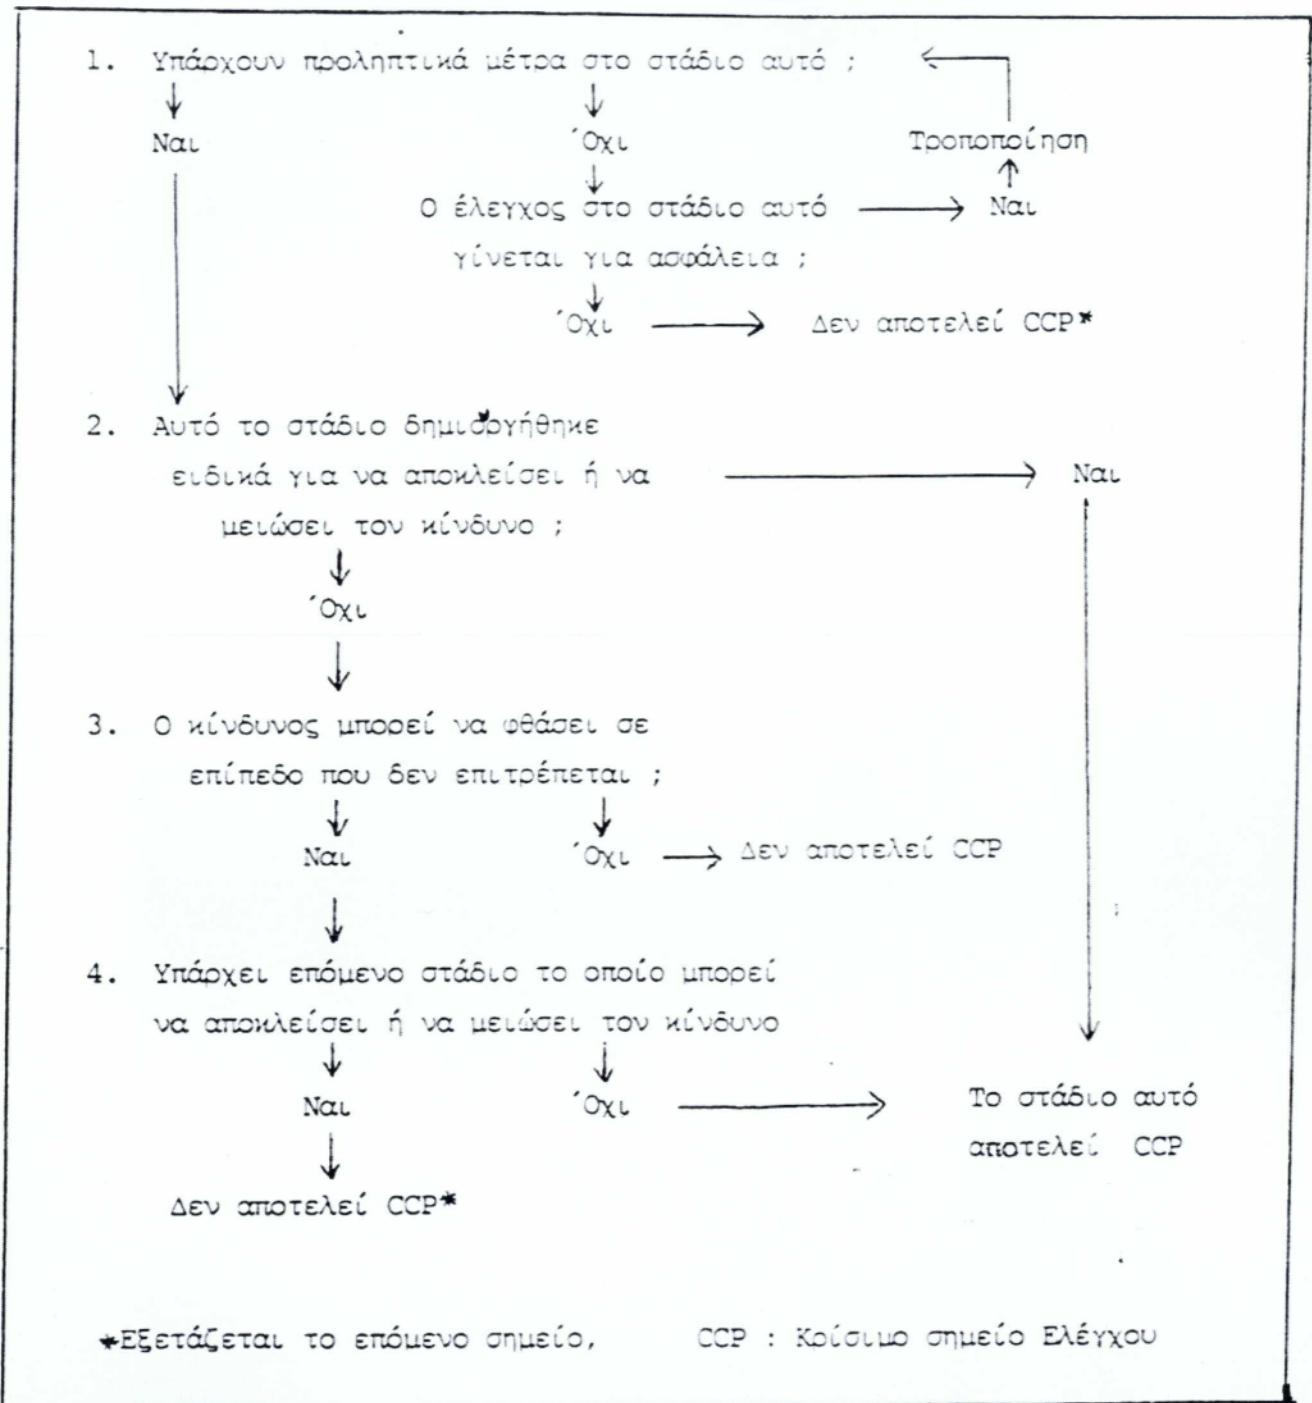 1. Υπάρχουν προληπτικά μέτρα στο στάδιο αυτό ;
Ναι
Όχι
Τροποποίηση
Ο έλεγχος στο στάδιο αυτό
γίνεται για ασφάλεια ;
Ναι
Όχι
Δεν αποτελεί CCP*
2. Αυτό το στάδιο δημιοργήθηκε
ειδικά για να αποκλείσει ή να
μειώσει τον κίνδυνο ;
Ναι
Όχι
3. Ο κίνδυνος μπορεί να φθάσει σε
επίπεδο που δεν επιτρέπεται ;
Ναι
Όχι
Δεν αποτελεί CCP
4. Υπάρχει επόμενο στάδιο το οποίο μπορεί
να αποκλείσει ή να μειώσει τον κίνδυνο
Ναι
Όχι
Το στάδιο αυτό
αποτελεί CCP
Δεν αποτελεί CCP*
*Εξετάζεται το επόμενο σημείο, CCP : Κρίσιμο σημείο Ελέγχου